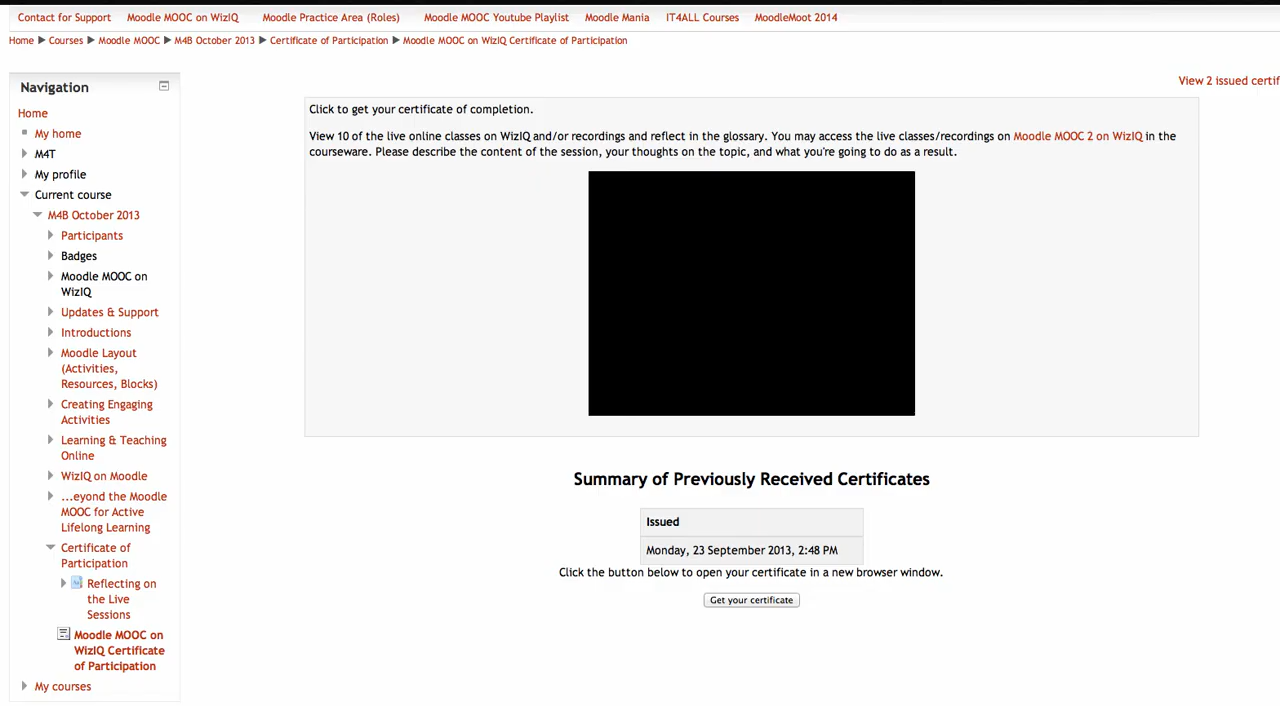 Contact for Support Moodle MOOC on WizIQ Moodle Practice Area (Roles) Moodle MOOC Youtube Playlist Moodle Mania IT4ALL Courses MoodleMoot 2014
Home ► Courses ► Moodle MOOC ► M4B October 2013 ► Certificate of Participation ► Moodle MOOC on WizIQ Certificate of Participation
Navigation
Home
My home
M4T
My profile
Current course
M4B October 2013
Participants
Badges
Moodle MOOC on
WizIQ
Updates & Support
Introductions
Moodle Layout
(Activities,
Resources, Blocks)
Creating Engaging
Activities
Learning & Teaching
Online
WizIQ on Moodle
...eyond the Moodle
MOOC for Active
Lifelong Learning
Certificate of
Participation
Reflecting on
the Live
Sessions
Moodle MOOC on
WizIQ Certificate
of Participation
My courses
View 2 issued certif
Click to get your certificate of completion.
View 10 of the live online classes on WizIQ and/or recordings and reflect in the glossary. You may access the live classes/recordings on Moodle MOOC 2 on WizIQ in the
courseware. Please describe the content of the session, your thoughts on the topic, and what you're going to do as a result.
Summary of Previously Received Certificates
Issued
Monday, 23 September 2013, 2:48 PM
Click the button below to open your certificate in a new browser window.
Get your certificate